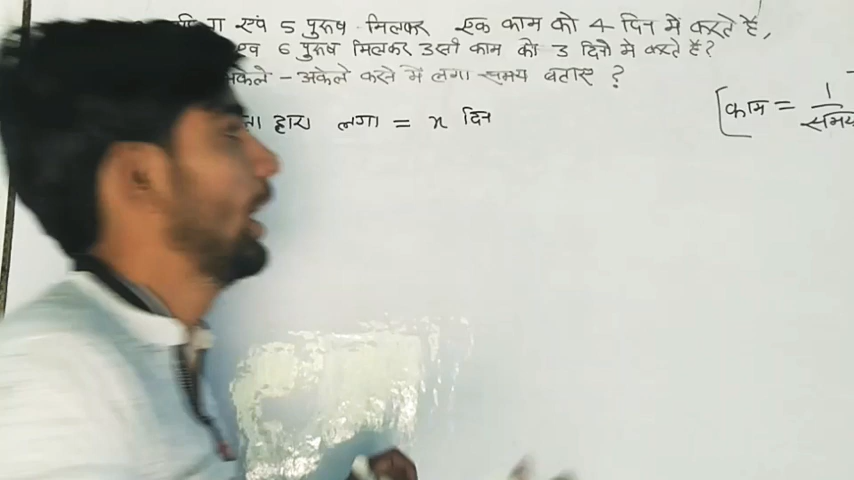 एवं 5 पुरूष मिलकर एक काम को 4 दिन में करते हैं,
एवं 6 पुरूष मिलकर उसी काम को 3 दिनो मे करते हैं?
अकेले - अकेले करने में लगा समय बताए ?
द्वारा लगा = x दिन
[काम = 1/समय